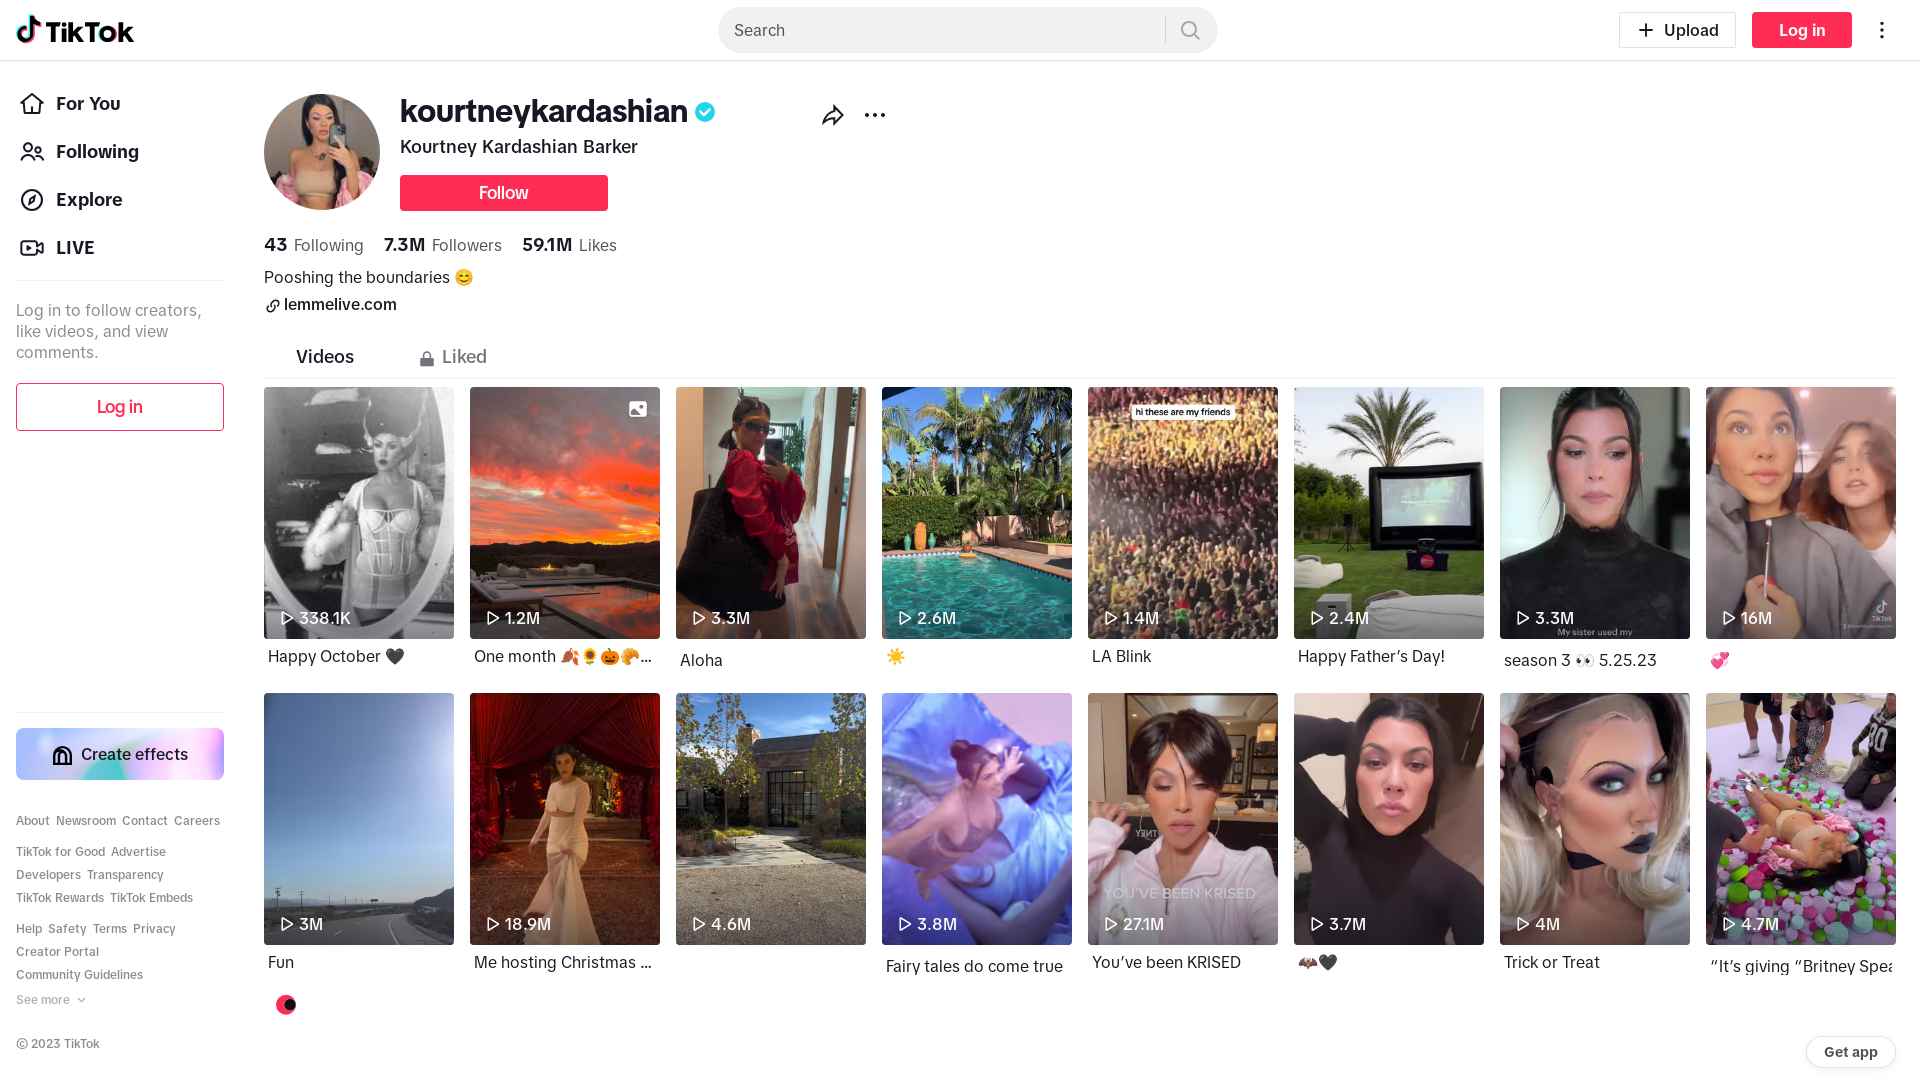 TikTok
Search
Upload
Log in
For You
Following
Explore
LIVE
Log in to follow creators,
like videos, and view
comments.
Log in
Create effects
About Newsroom Contact Careers
TikTok for Good Advertise
Developers Transparency
TikTok Rewards TikTok Embeds
Help Safety Terms Privacy
Creator Portal
Community Guidelines
See more
© 2023 TikTok
kourtneykardashian
Kourtney Kardashian Barker
Follow
43 Following 7.3M Followers 59.1M Likes
Pooshing the boundaries 😊
lemmelive.com
Videos
Liked
hi these are my friends
My sister used my
TikTok
338.1K
1.2M
3.3M
2.6M
1.4M
2.4M
3.3M
16M
Happy October 🖤
One month 🍂🌻🎃🥐...
Aloha
☀️
LA Blink
Happy Father's Day!
season 3 👀 5.25.23
💞
YOU'VE BEEN KRISED
80
3M
18.9M
4.6M
3.8M
27.1M
3.7M
4M
4.7M
Fun
Me hosting Christmas ...
Fairy tales do come true
You've been KRISED
🦇🖤
Trick or Treat
“It's giving “Britney Spea
Get app